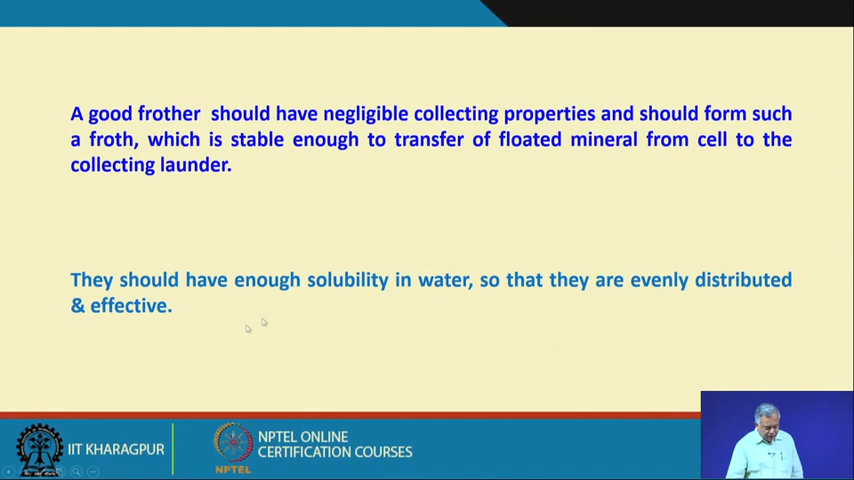 A good frother should have negligible collecting properties and should form such
a froth, which is stable enough to transfer of floated mineral from cell to the
collecting launder.
They should have enough solubility in water, so that they are evenly distributed
& effective.
IIT KHARAGPUR
NPTEL
NPTEL ONLINE
CERTIFICATION COURSES